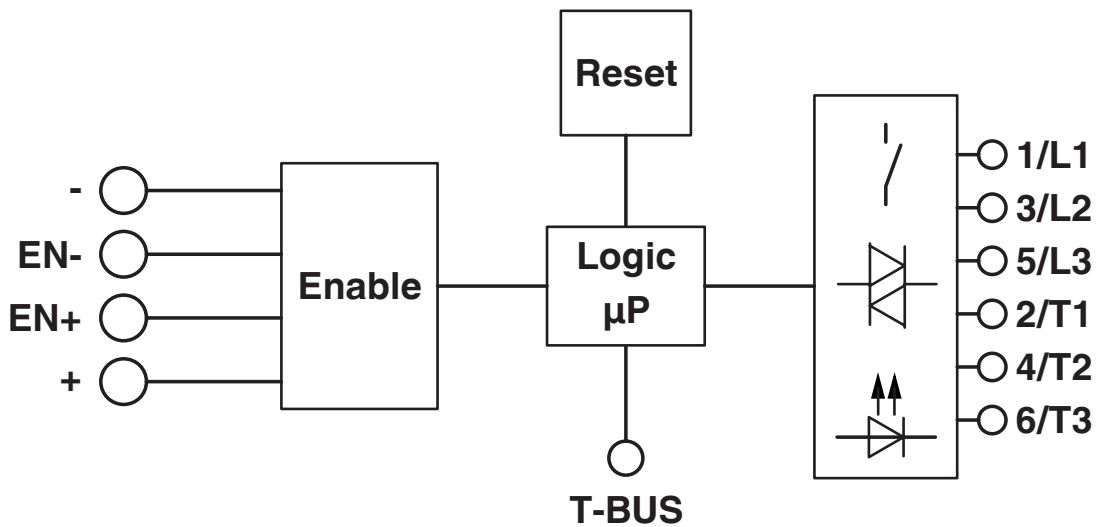 Reset
-
EN-
EN+
+
Enable
Logic
µP
T-BUS
1/L1
3/L2
5/L3
2/T1
4/T2
6/T3